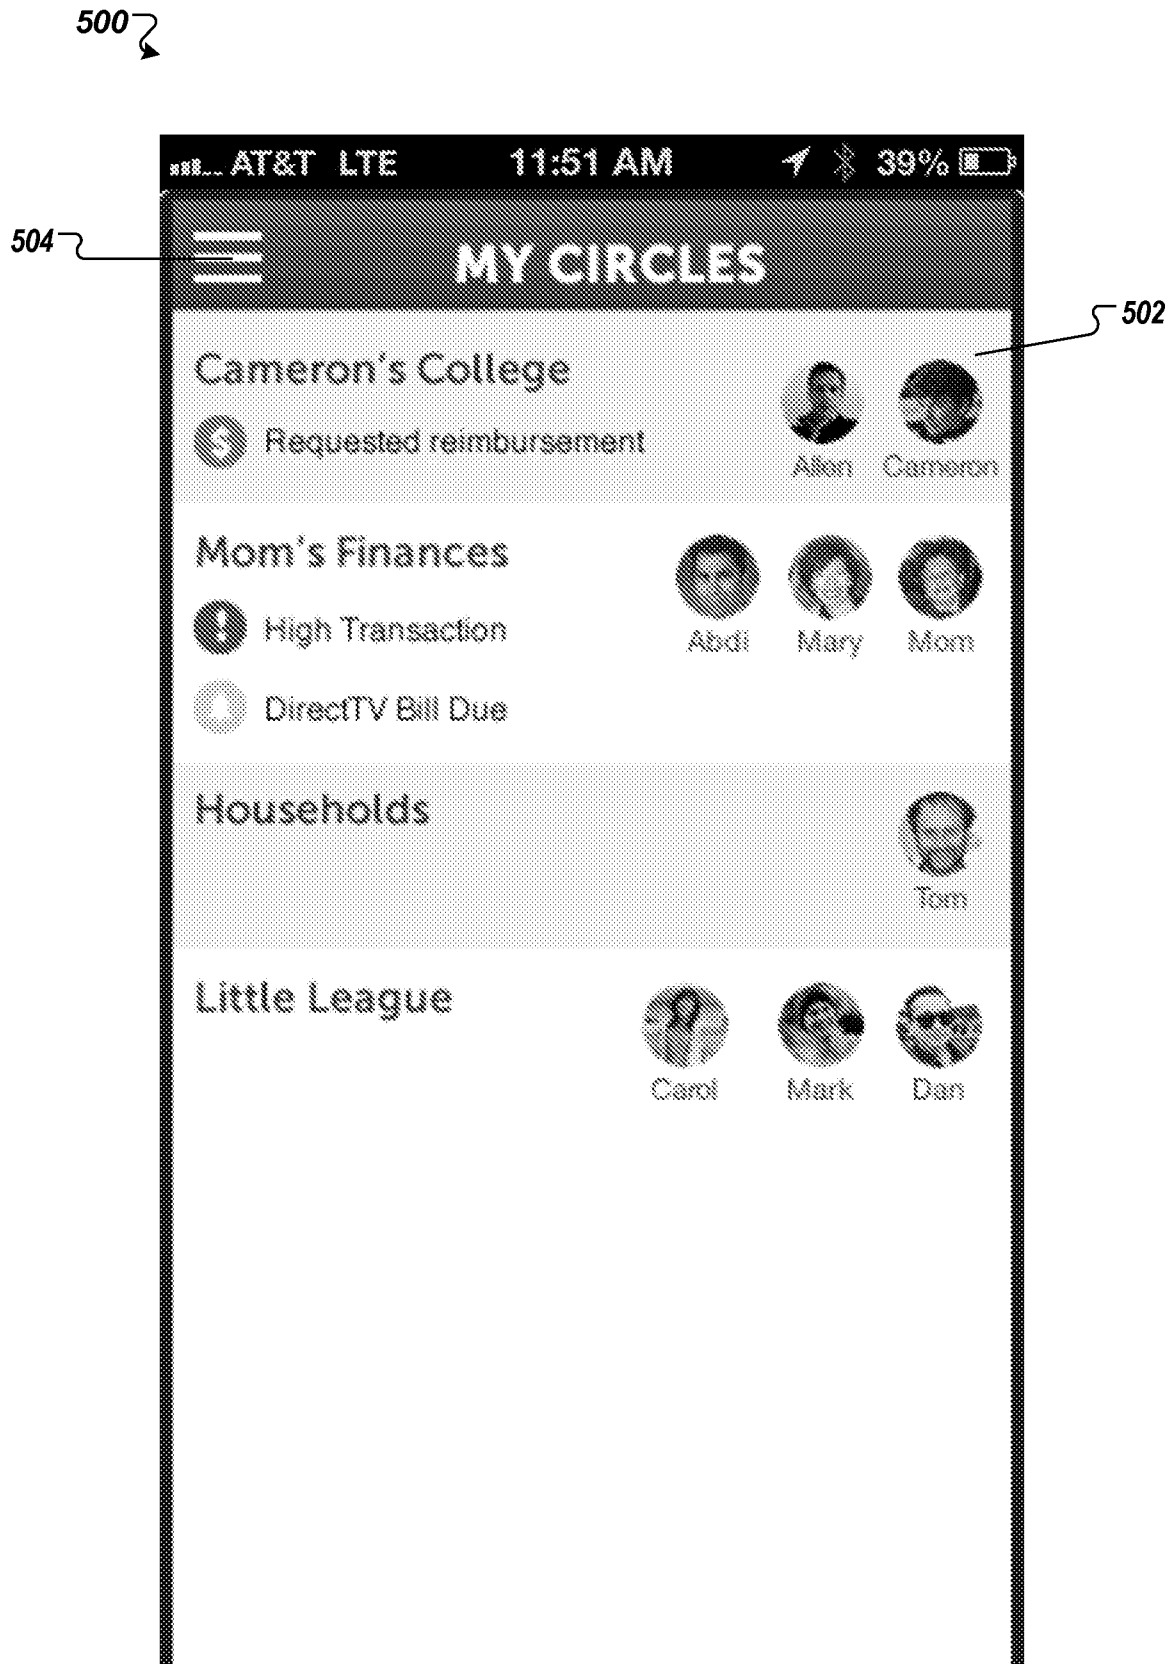 500
AT&T LTE 11:51 AM 39%
504
MY CIRCLES
502
Cameron's College
$ Requested reimbursement
Allen Cameron
Mom's Finances
! High Transaction
Abdi Mary Mom
DirectTV Bill Due
Households
Tom
Little League
Carol Mark Dan